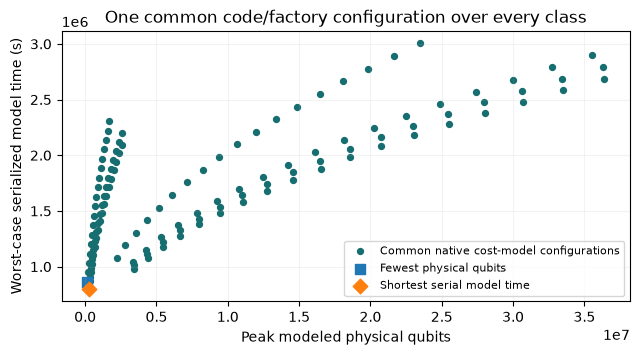 One common code/factory configuration over every class
1e6
Worst-case serialized model time (s)
3.0
2.5
2.0
1.5
1.0
Common native cost-model configurations
Fewest physical qubits
Shortest serial model time
0.0 0.5 1.0 1.5 2.0 2.5 3.0 3.5
1e7
Peak modeled physical qubits